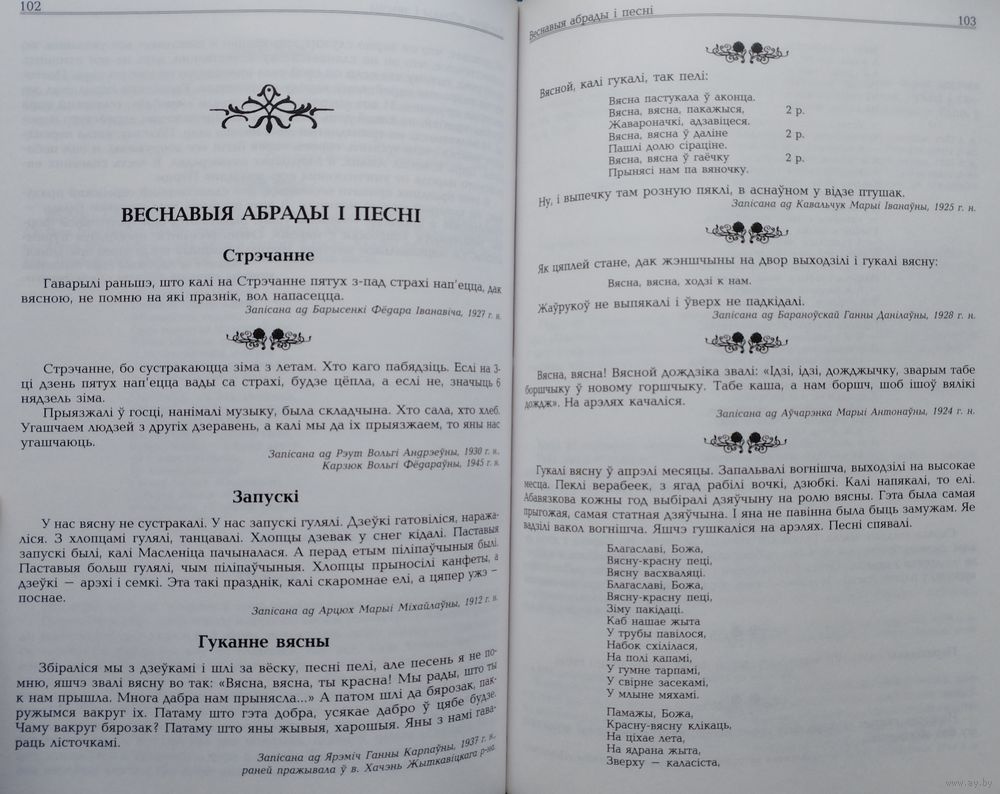 102
ВЕСНАВЫЯ АБРАДЫ І ПЕСНІ
Стрэчанне
Гаварылі раньшэ, што калі на Стрэчанне пятух з-пад страхі нап'ецца, дак
вясною, не помню на які празнік, вол напасецца.
Запісана ад Барысенкі Фёдара Іванавіча, 1927 г. н.
Стрэчанне, бо сустракаюцца зіма з летам. Хто каго пабядзіць. Еслі на 3-
ці дзень пятух нап'ецца вады са страхі, будзе цёпла, а еслі не, значыць 6
нядзель зіма.
Прыязжалі ў госці, нанімалі музыку, была складчына. Хто сала, хто хлеб.
Угашчаем людзей з другіх дзеравень, а калі мы да іх прыязжаем, то яны нас
угашчаюць.
Запісана ад Рэут Вольгі Андрэеўны, 1930 г. н.
Карзюк Вольгі Фёдараўны, 1945 г. н.
Запускі
У нас вясну не сустракалі. У нас запускі гулялі. Дзеўкі гатовіліся, наража-
ліся. З хлопцамі гулялі, танцавалі. Хлопцы дзевак у снег кідалі. Паставыя
запускі былі, калі Масленіца пачыналася. А перад етым піліпаўчыныя былі.
Паставыя больш гулялі, чым піліпаўчыныя. Хлопцы прыносілі канфеты, а
дзеўкі — арэхі і семкі. Эта такі празднік, калі скаромнае елі, а цяпер ужэ –
поснае.
Запісана ад Арцюх Марыі Міхайлаўны, 1912 г. н.
Гуканне вясны
Збіраліся мы з дзеўкамі і шлі за вёску, песні пелі, але песень я не по-
мню, яшчэ звалі вясну во так: «Вясна, вясна, ты красна! Мы рады, што ты
к нам прышла. Многа дабра нам прынясла...» А патом шлі да бярозак, пак-
ружымся вакруг іх. Патаму што гэта добра, усякае дабро ў цябе будзе.
Чаму вакруг бярозак? Патаму што яны жывыя, харошыя. Яны з намі гава-
раць лісточкамі.
Запісана ад Ярэміч Ганны Карпаўны, 1937 г. н.,
раней пражывала ў в. Хачэнь Жыткавіцкага р-на.
Веснавыя абрады і песні
103
Вясной, калі гукалі, так пелі:
Вясна пастукала ў аконца.
Вясна, вясна, пакажыся, 2 р.
Жавароначкі, адзавіцеся.
Вясна, вясна ў даліне 2 р.
Пашлі долю сіраціне.
Вясна, вясна ў гаёчку 2 р.
Прынясі нам па вяночку.
Ну, і выпечку там розную пяклі, в аснаўном у відзе птушак.
Запісана ад Кавальчук Марыі Іванаўны, 1925 г. н.
Як цяплей стане, дак жэншчыны на двор выходзілі і гукалі вясну:
Вясна, вясна, ходзі к нам.
Жаўрукоў не выпякалі і ўверх не падкідалі.
Запісана ад Бараноўскай Ганны Данілаўны, 1928 г. н.
Вясна, вясна! Вясной дождзіка звалі: «Ідзі, ідзі, дожджычку, зварым табе
боршчыку ў новому горшчыку. Табе каша, а нам боршч, шоб ішоў вялікі
дождж». На арэлях качаліся.
Запісана ад Аўчарэнка Марыі Антонаўны, 1924 г. н.
Гукалі вясну ў апрэлі месяцы. Запальвалі вогнішча, выходзілі на высокае
месца. Пеклі верабеек, з ягад рабілі вочкі, дзюбкі. Калі напякалі, то елі.
Абавязкова кожны год выбіралі дзяўчыну на ролю вясны. Гэта была самая
прыгожая, самая статная дзяўчына. І яна не павінна была быць замужам. Яе
вадзілі вакол вогнішча. Яшчэ гушкаліся на арэлях. Песні спявалі.
Благаславі, Божа,
Вясну-красну пеці,
Вясну васхваляці.
Благаславі, Божа,
Вясну-красну пеці,
Зіму пакідаці.
Каб нашае жыта
У трубы павілося,
Набок схілілася,
На полі капамі,
У гумне тарпамі,
У свірне засекамі,
У млыне мяхамі.
Памажы, Божа,
Красну-вясну клікаць,
На ціхае лета,
На ядрана жыта,
Зверху — каласіста,
www.ay.by